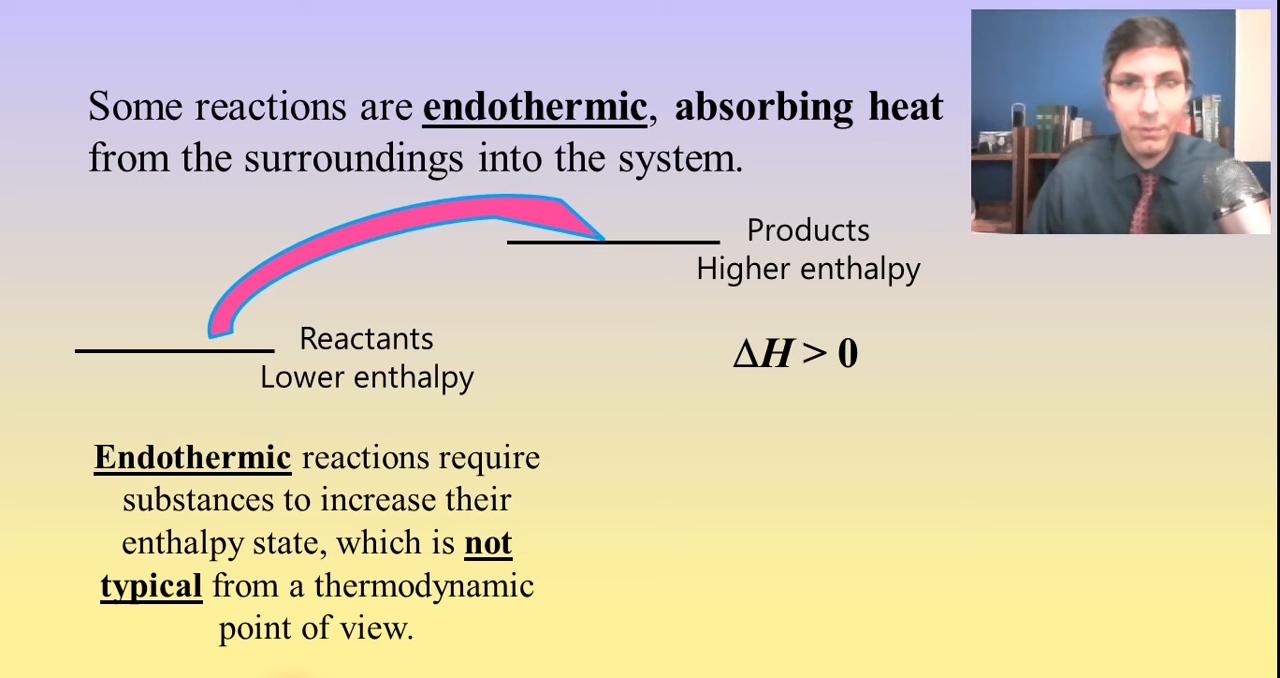 Some reactions are endothermic, absorbing heat
from the surroundings into the system.
Products
Higher enthalpy
Reactants
Lower enthalpy
ΔH > 0
Endothermic reactions require
substances to increase their
enthalpy state, which is not
typical from a thermodynamic
point of view.